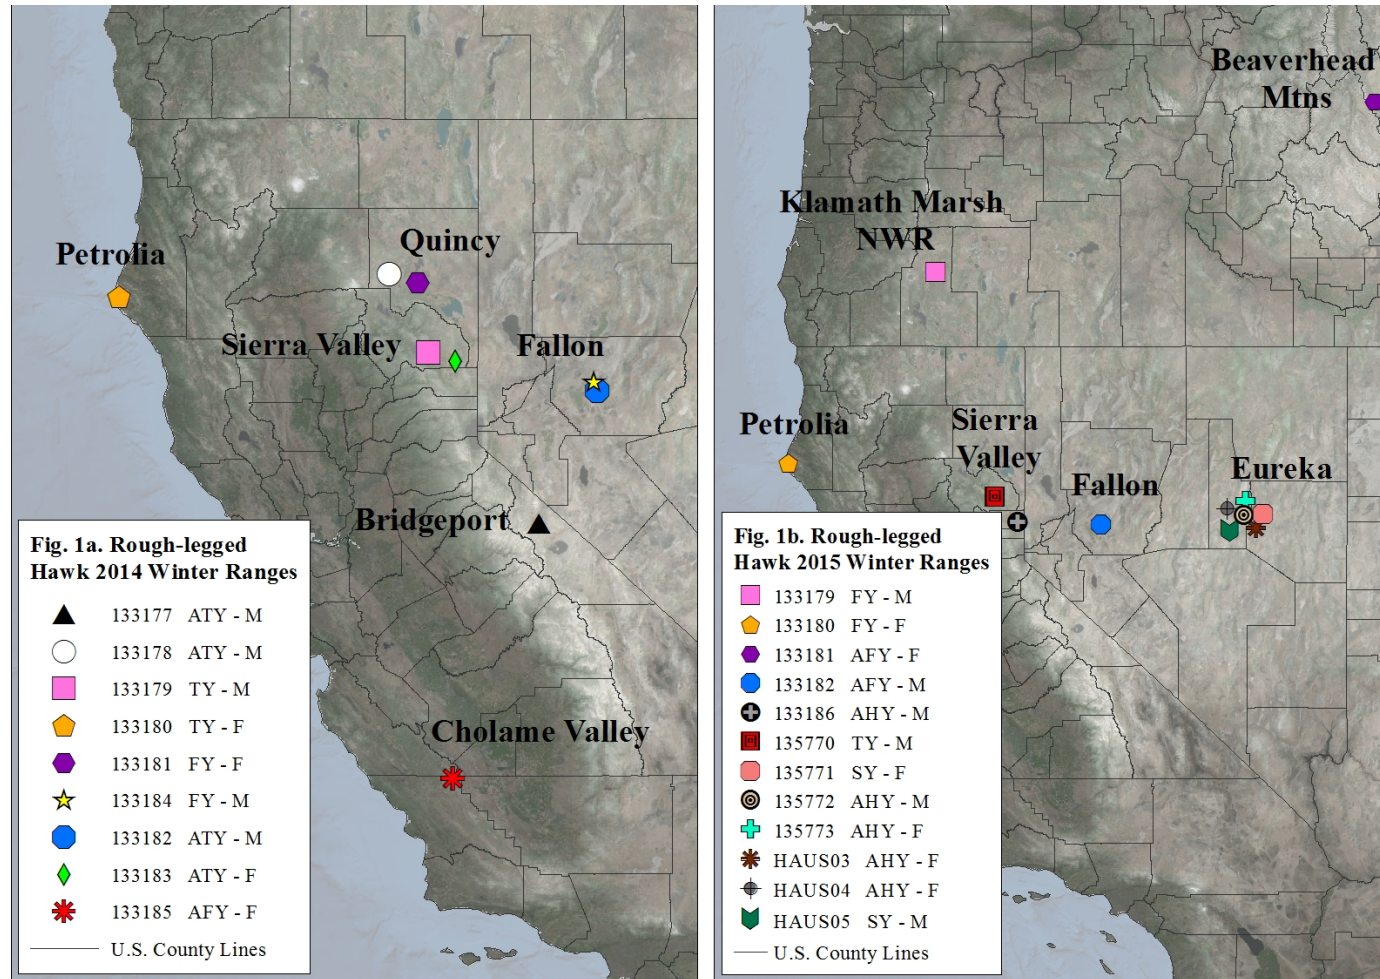 Petrolia
Quincy
Sierra Valley
Fallon
Bridgeport
Cholame Valley
Fig. 1a. Rough-legged
Hawk 2014 Winter Ranges
133177 ATY - M
133178 ATY - M
133179 TY - M
133180 TY - F
133181 FY - F
133184 FY - M
133182 ATY - M
133183 ATY - F
133185 AFY - F
U.S. County Lines
Beaverhead
Mtns
Klamath Marsh
NWR
Petrolia
Sierra
Valley
Fallon
Eureka
Fig. 1b. Rough-legged
Hawk 2015 Winter Ranges
133179 FY - M
133180 FY - F
133181 AFY - F
133182 AFY - M
133186 AHY - M
135770 TY - M
135771 SY - F
135772 AHY - M
135773 AHY - F
HAUS03 AHY - F
HAUS04 AHY - F
HAUS05 SY - M
U.S. County Lines